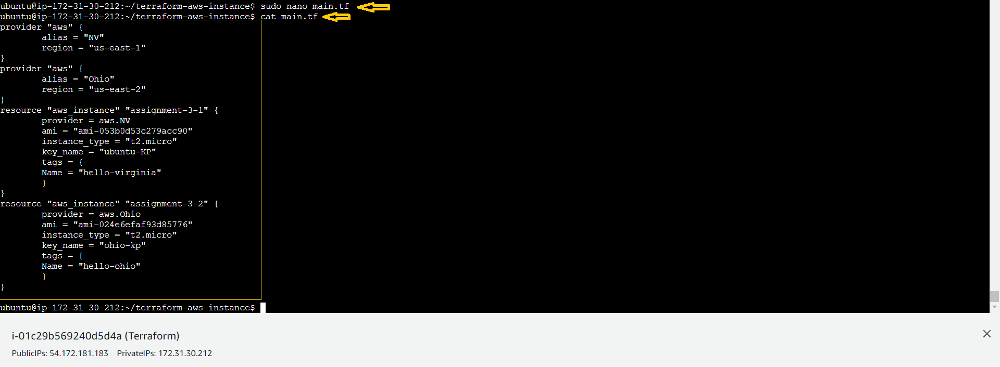 ubuntu@ip-172-31-30-212:~/terraform-aws-instance$ sudo nano main.tf
ubuntu@ip-172-31-30-212:~/terraform-aws-instance$ cat main.tf
provider "aws" {
        alias = "NV"
        region = "us-east-1"
}
provider "aws" {
        alias = "Ohio"
        region = "us-east-2"
}
resource "aws_instance" "assignment-3-1" {
        provider = aws.NV
        ami = "ami-053b0d53c279acc90"
        instance_type = "t2.micro"
        key_name = "ubuntu-KP"
        tags = {
        Name = "hello-virginia"
        }
}
resource "aws_instance" "assignment-3-2" {
        provider = aws.Ohio
        ami = "ami-024e6efaf93d85776"
        instance_type = "t2.micro"
        key_name = "ohio-kp"
        tags = {
        Name = "hello-ohio"
        }
}
ubuntu@ip-172-31-30-212:~/terraform-aws-instance$
i-01c29b569240d5d4a (Terraform)
PublicIPs: 54.172.181.183    PrivateIPs: 172.31.30.212